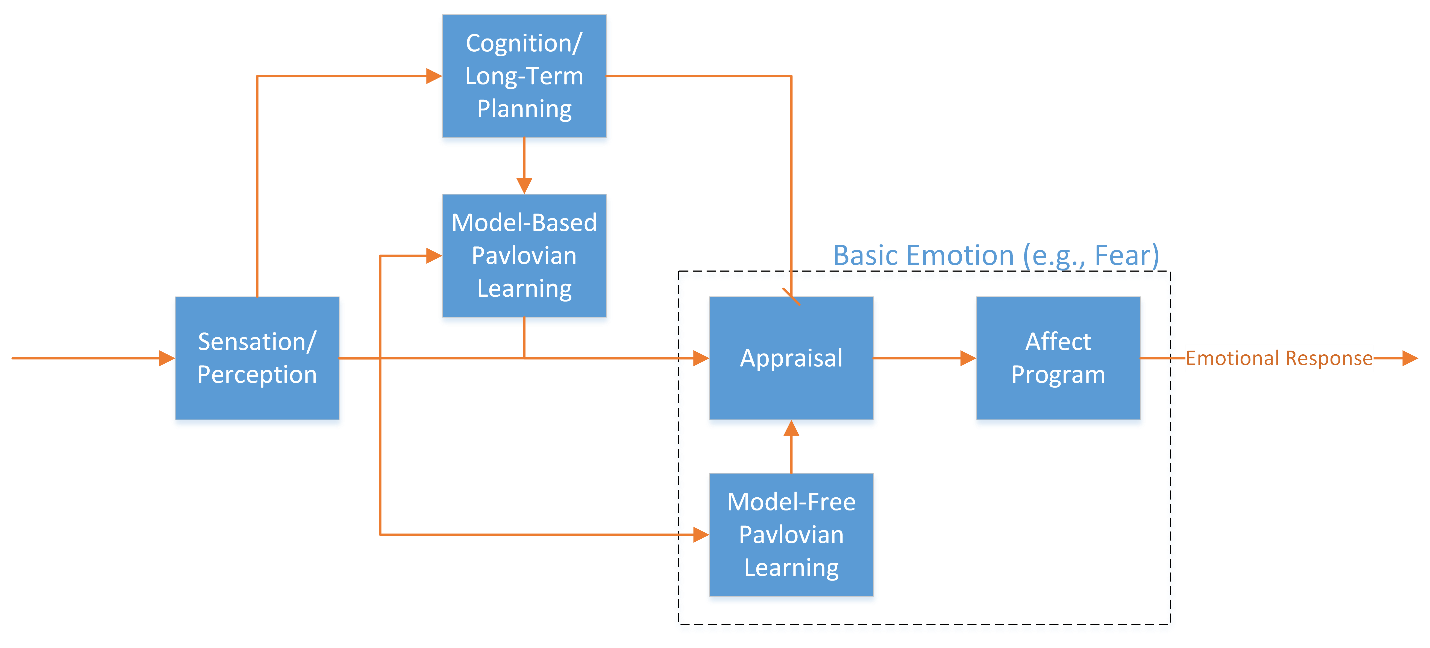 Cognition/
Long-Term
Planning
Model-Based
Pavlovian
Learning
Basic Emotion (e.g., Fear)
Sensation/
Perception
Appraisal
Affect
Program
Emotional Response
Model-Free
Pavlovian
Learning